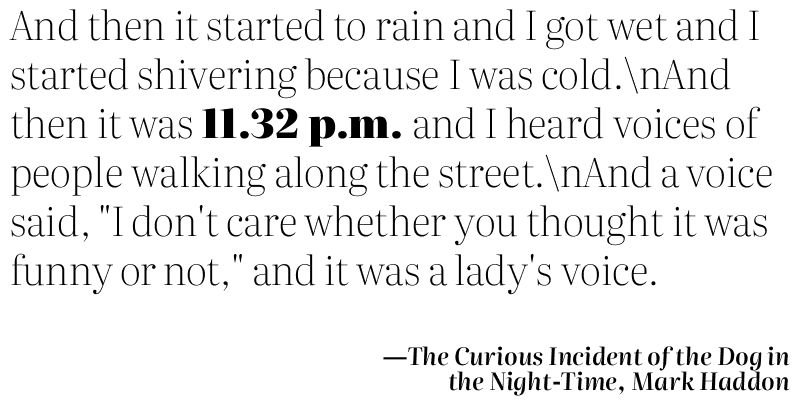 And then it started to rain and I got wet and I
started shivering because I was cold.\nAnd
then it was 11.32 p.m. and I heard voices of
people walking along the street.\nAnd a voice
said, "I don't care whether you thought it was
funny or not," and it was a lady's voice.
—The Curious Incident of the Dog in
the Night-Time, Mark Haddon